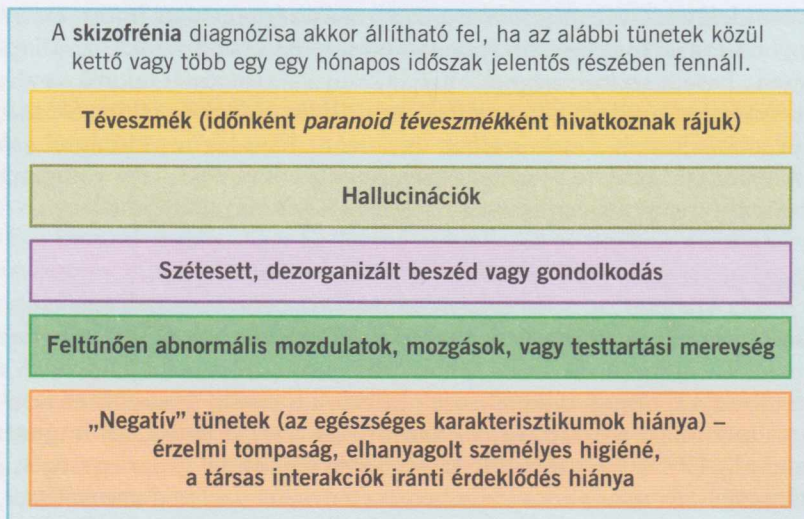 A skizofrénia diagnózisa akkor állítható fel, ha az alábbi tünetek közül
kettő vagy több egy egy hónapos időszak jelentős részében fennáll.
Téveszmék (időnként paranoid téveszmékként hivatkoznak rájuk)
Hallucinációk
Szétesett, dezorganizált beszéd vagy gondolkodás
Feltűnően abnormális mozdulatok, mozgások, vagy testtartási merevség
„Negatív” tünetek (az egészséges karakterisztikumok hiánya) –
érzelmi tompaság, elhanyagolt személyes higiéné,
a társas interakciók iránti érdeklődés hiánya